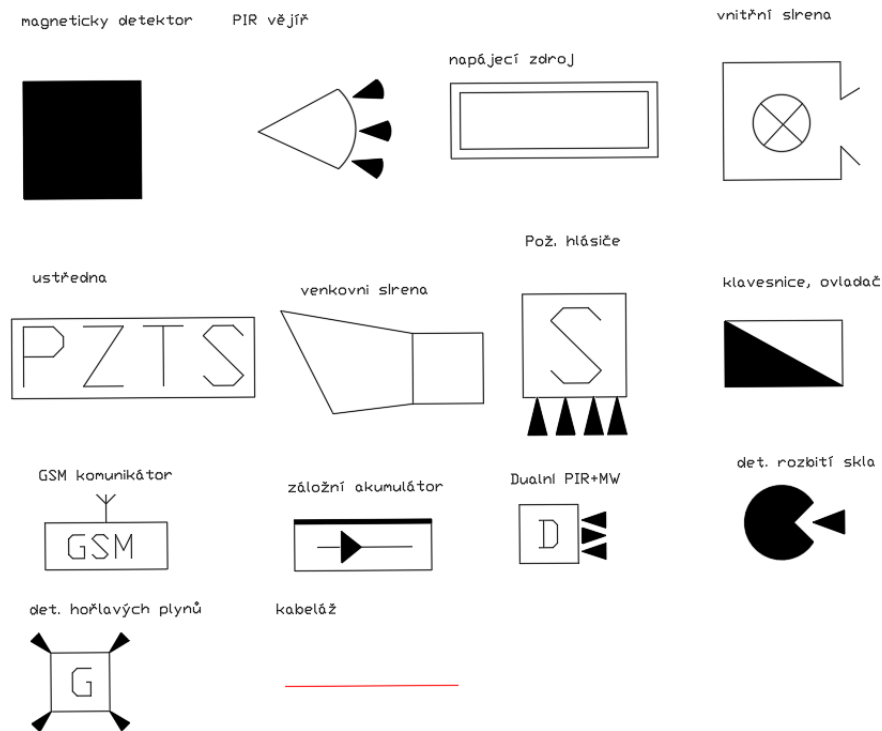 magneticky detektor
PIR vějíř
napájecí zdroj
vnitřní sIrena
ustředna
PZTS
venkovni sIrena
Pož. hlásiče
S
klavesnice, ovladač
GSM komunikátor
GSM
záložní akumulátor
DualnI PIR+MW
D
det. rozbití skla
det. hořlavých plynů
G
kabeláž